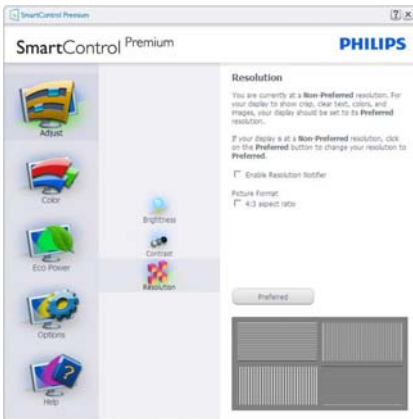 SmartControl Premium
SmartControl Premium
PHILIPS
Adjust
Color
Eco Power
Options
Help
Brightness
Contrast
Resolution
Resolution
You are currently at a Non-Preferred resolution. For
your display to show crisp, clear text, colors, and
images, your display should be set to its Preferred
resolution.
If your display is at a Non-Preferred resolution, click
on the Preferred button to change your resolution to
Preferred.
Enable Resolution Notifier
Picture Format
4:3 aspect ratio
Preferred